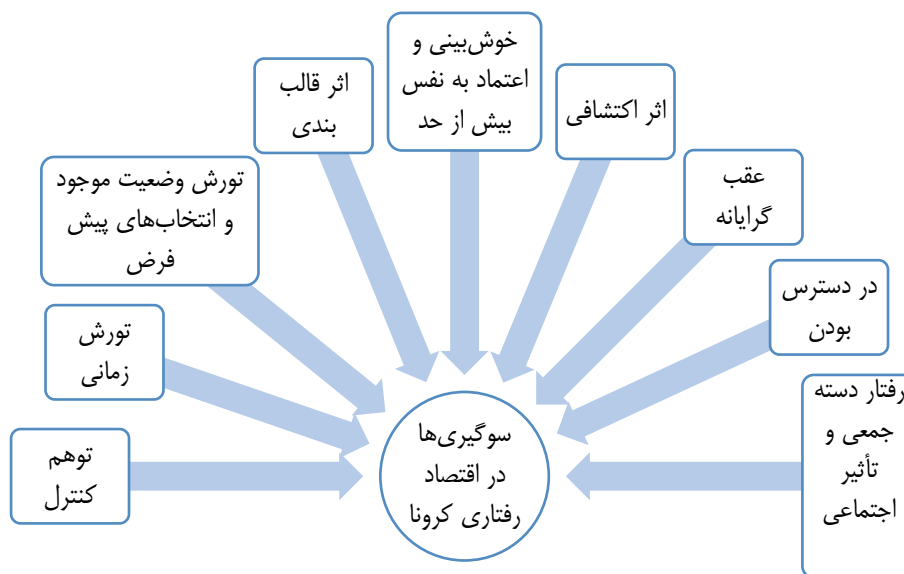 خوش‌بینی و
اعتماد به نفس
بیش از حد
اثر اکتشافی
اثر قالب
بندی
عقب
گرایانه
تورش وضعیت موجود
و انتخاب‌های پیش
فرض
در دسترس
بودن
تورش
زمانی
رفتار دسته
جمعی و
تأثیر
اجتماعی
توهم
کنترل
سوگیری‌ها
در اقتصاد
رفتاری کرونا